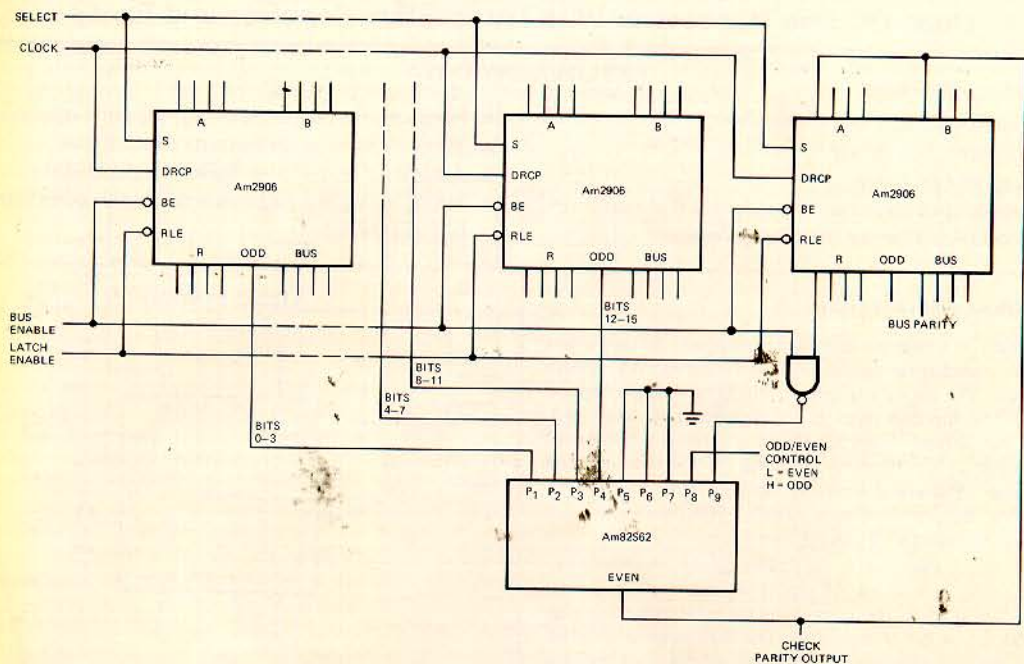 SELECT
CLOCK
A
B
S
DRCP
Am2906
BE
RLE
R
ODD
BUS
A
B
S
DRCP
Am2906
BE
RLE
R
ODD
BUS
A
B
S
DRCP
Am2906
BE
RLE
R
ODD
BUS
BUS
ENABLE
LATCH
ENABLE
BITS
12-15
BUS PARITY
BITS
8-11
BITS
4-7
BITS
0-3
ODD/EVEN
CONTROL
L = EVEN
H = ODD
P1 P2 P3 P4 P5 P6 P7 P8 P9
Am82S62
EVEN
CHECK
PARITY OUTPUT